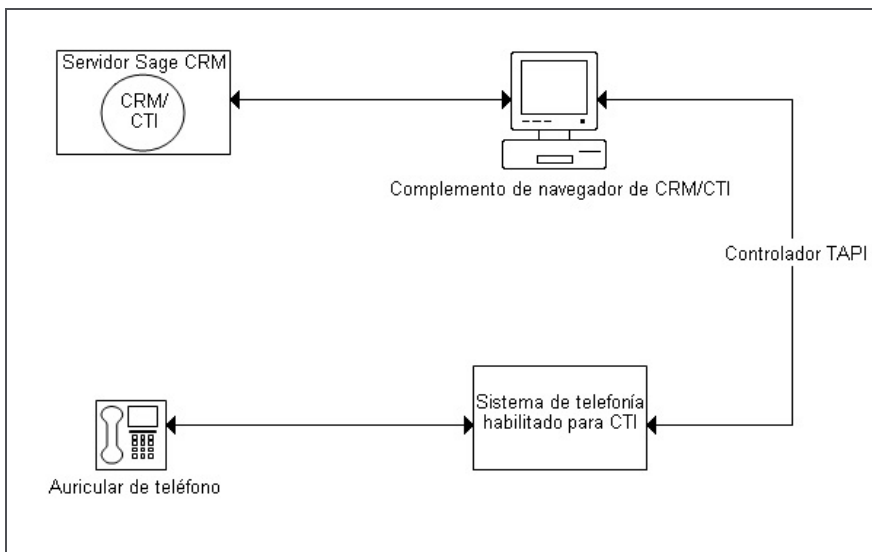 Servidor Sage CRM
CRM/
CTI
Complemento de navegador de CRM/CTI
Controlador TAPI
Sistema de telefonía
habilitado para CTI
Auricular de teléfono